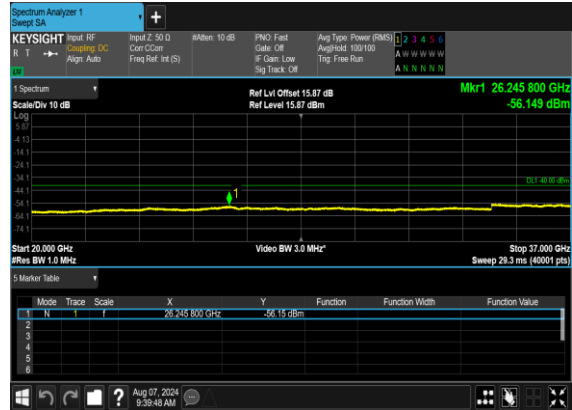 Spectrum Analyzer 1
Swept SA
+
KEYSIGHT Input: RF Input Z: 50 Ω #Atten: 10 dB PNO: Fast Avg Type: Power (RMS) 1 2 3 4 5 6
R T Coupling: DC Corr CCorr Gate: Off Avg|Hold: 100/100 A W W W W W
Align: Auto Freq Ref: Int (S) IF Gain: Low Trig: Free Run
Sig Track: Off A N N N N N
1 Spectrum Ref Lvl Offset 15.87 dB Mkr1 26.245 800 GHz
Scale/Div 10 dB Ref Level 15.87 dBm -56.149 dBm
Log
5.87
-4.13
-14.1
-24.1
-34.1
DL1 -40.00 dBm
-44.1
1
-54.1
-64.1
-74.1
Start 20.000 GHz Video BW 3.0 MHz* Stop 37.000 GHz
#Res BW 1.0 MHz Sweep 29.3 ms (40001 pts)
5 Marker Table
Mode Trace Scale X Y Function Function Width Function Value
1 N 1 f 26.245 800 GHz -56.15 dBm
2
3
4
5
6
? Aug 07, 2024
9:39:48 AM